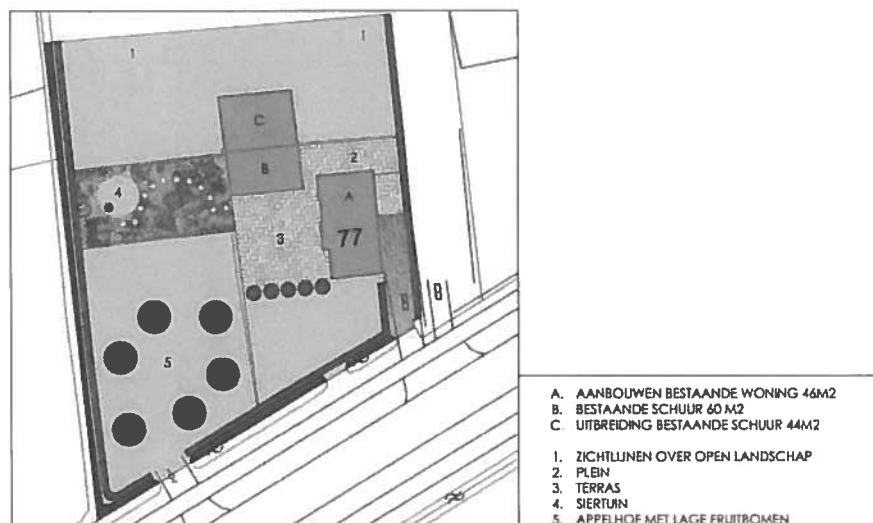 1 1
C
2
B
4
A
3
77
5
A. AANBOUWEN BESTAANDE WONING 46M2
B. BESTAANDE SCHUUR 60 M2
C. UITBREIDING BESTAANDE SCHUUR 44M2
1. ZICHTLIJNEN OVER OPEN LANDSCHAP
2. PLEIN
3. TERRAS
4. SIERTUIN
5. APPELHOF MET LAGE FRUITBOMEN